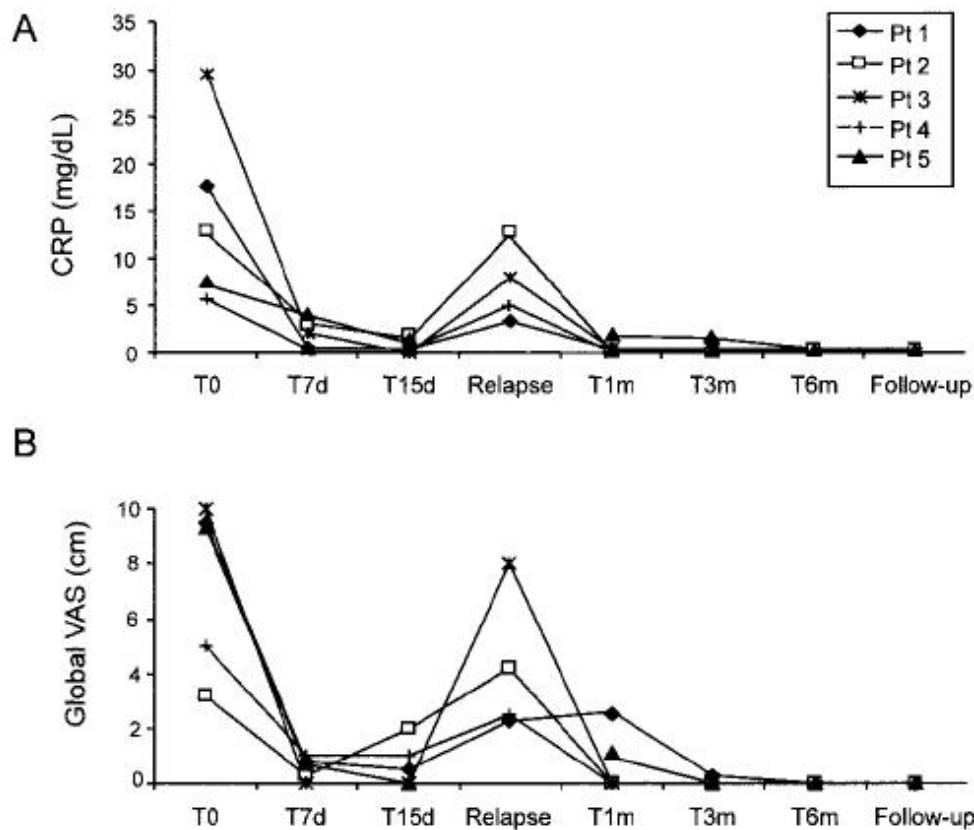 A
Pt 1
Pt 2
Pt 3
Pt 4
Pt 5
CRP (mg/dL)
35
30
25
20
15
10
5
0
T0 T7d T15d Relapse T1m T3m T6m Follow-up
B
Global VAS (cm)
10
8
6
4
2
0
T0 T7d T15d Relapse T1m T3m T6m Follow-up